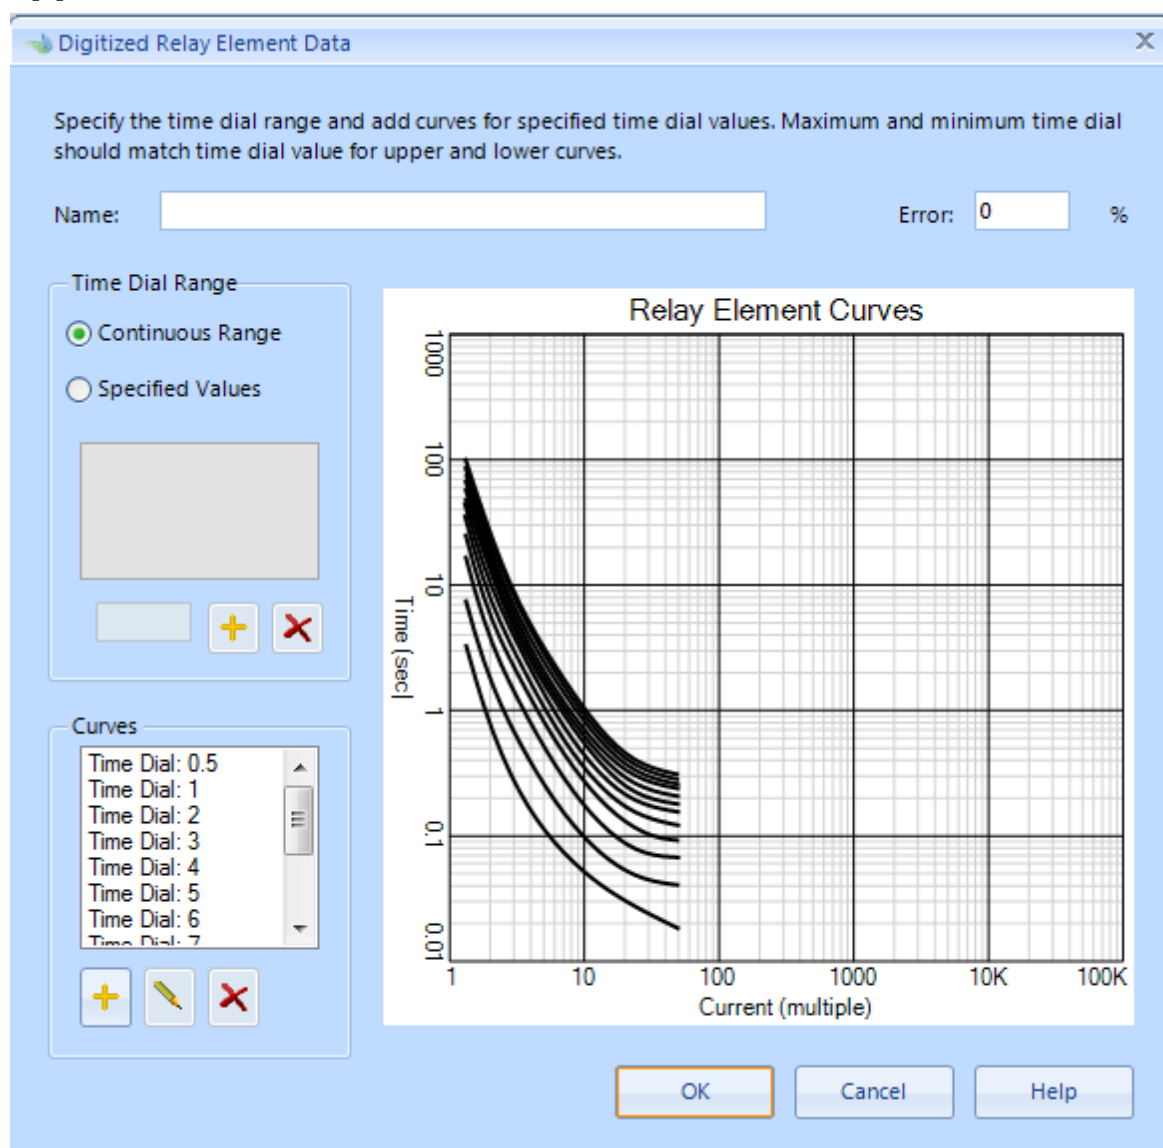 Digitized Relay Element Data
Specify the time dial range and add curves for specified time dial values. Maximum and minimum time dial
should match time dial value for upper and lower curves.
Name:
Error: 0 %
Time Dial Range
Continuous Range
Specified Values
Curves
Time Dial: 0.5
Time Dial: 1
Time Dial: 2
Time Dial: 3
Time Dial: 4
Time Dial: 5
Time Dial: 6
Time Dial: 7
Relay Element Curves
1000
100
10
1
0.1
0.01
Time (sec)
1 10 100 1000 10K 100K
Current (multiple)
OK Cancel Help